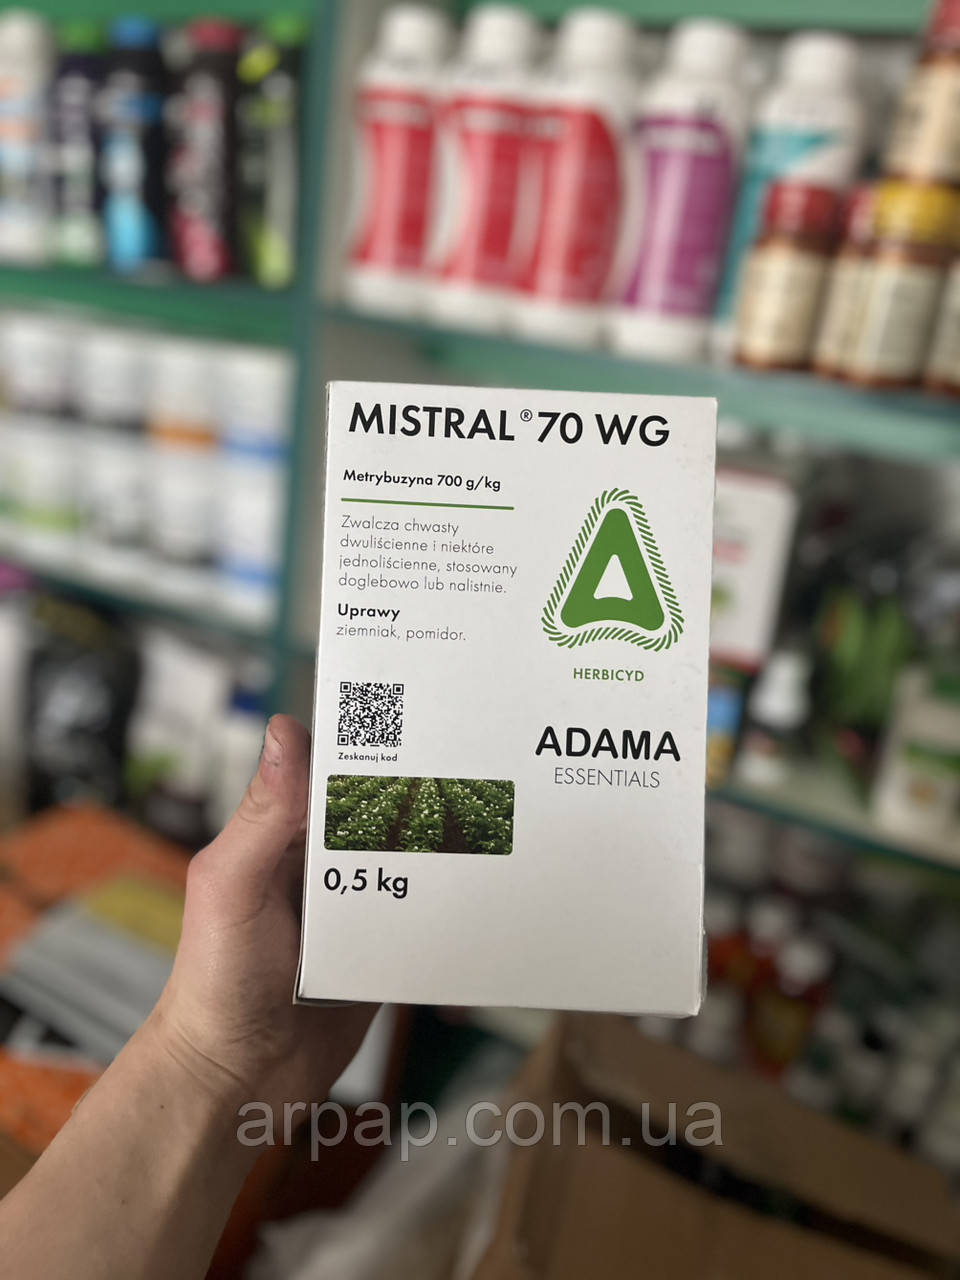 MISTRAL® 70 WG
Metrybuzyna 700 g/kg
Zwalcza chwasty
dwuliścienne i niektóre
jednoliścienne, stosowany
doglebowo lub nalistnie.
Uprawy
ziemniak, pomidor.
HERBICYD
Zeskanuj kod
ADAMA
ESSENTIALS
0,5 kg
arpap.com.ua